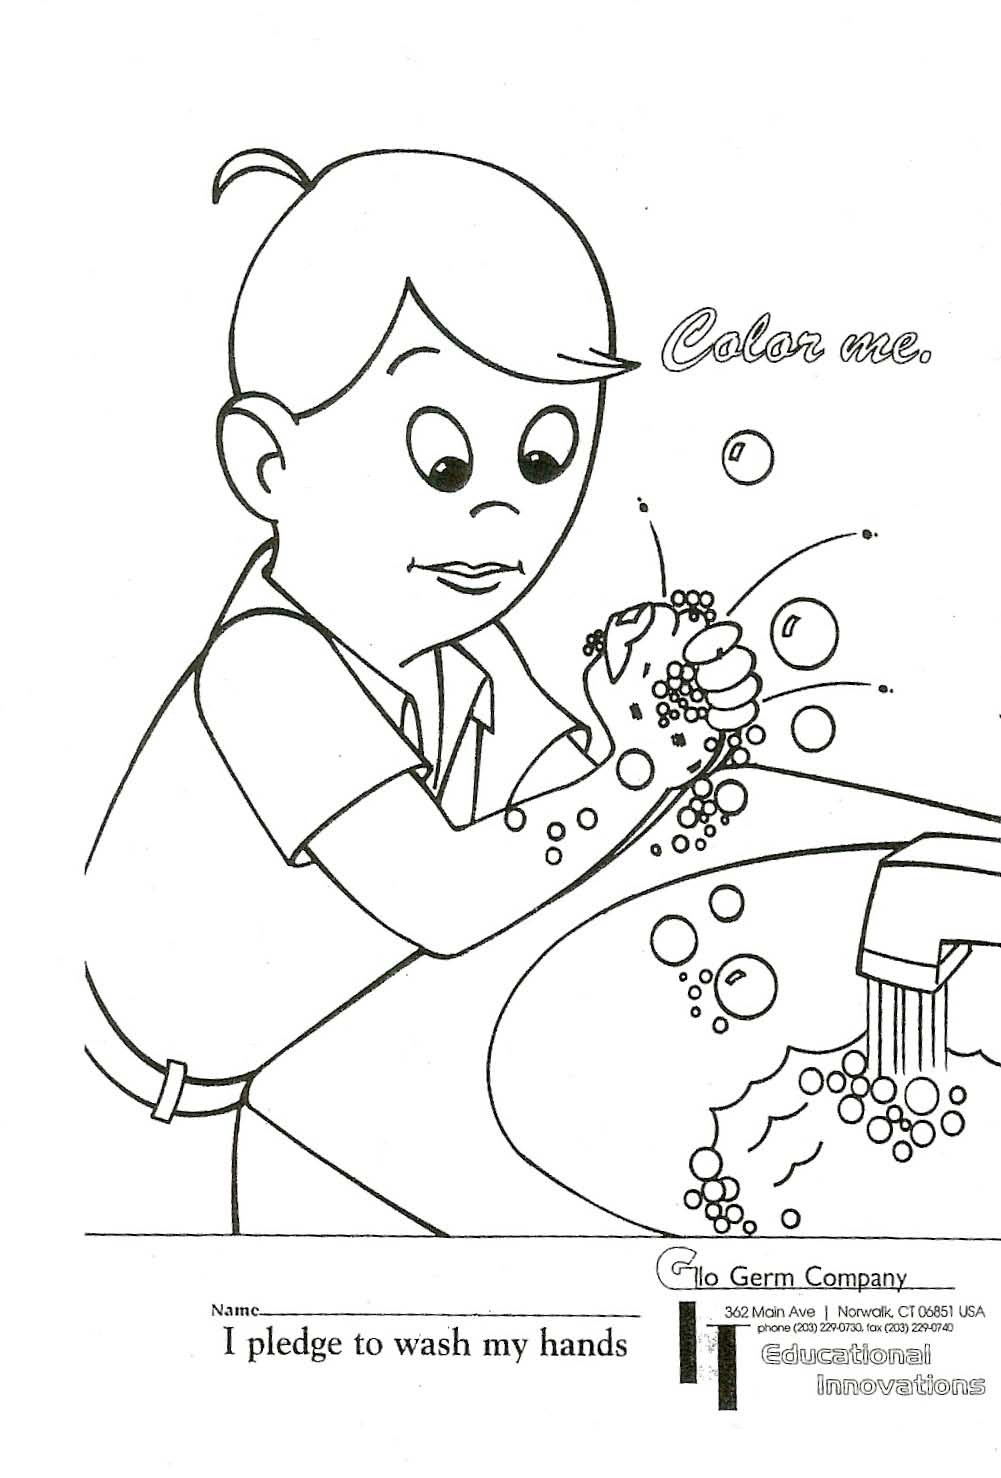 Color me.
Glo Germ Company
Name
I pledge to wash my hands
362 Main Ave | Norwalk, CT 06851 USA
phone (203) 229-0730, fax (203) 229-0740
Educational
Innovations